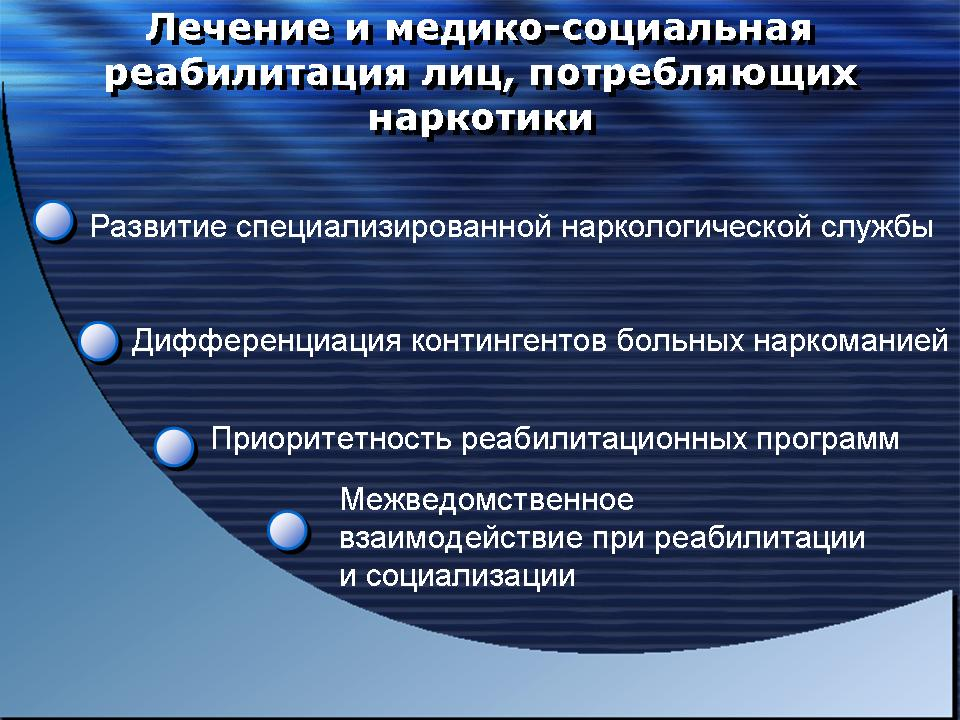 Лечение и медико-социальная
реабилитация лиц, потребляющих
наркотики
Развитие специализированной наркологической службы
Дифференциация контингентов больных наркоманией
Приоритетность реабилитационных программ
Межведомственное
взаимодействие при реабилитации
и социализации